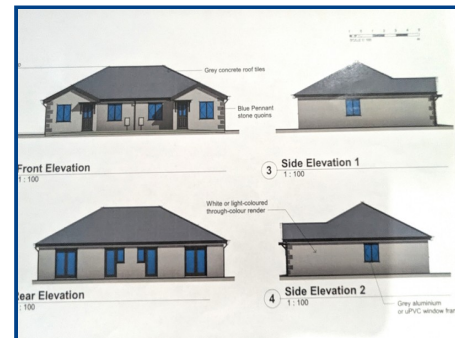 Grey concrete roof tiles
Blue Pennant
stone quoins
Front Elevation
1 : 100
3
Side Elevation 1
1 : 100
White or light-coloured
through-colour render
Rear Elevation
: 100
4
Side Elevation 2
1 : 100
Grey aluminium
or uPVC window fram